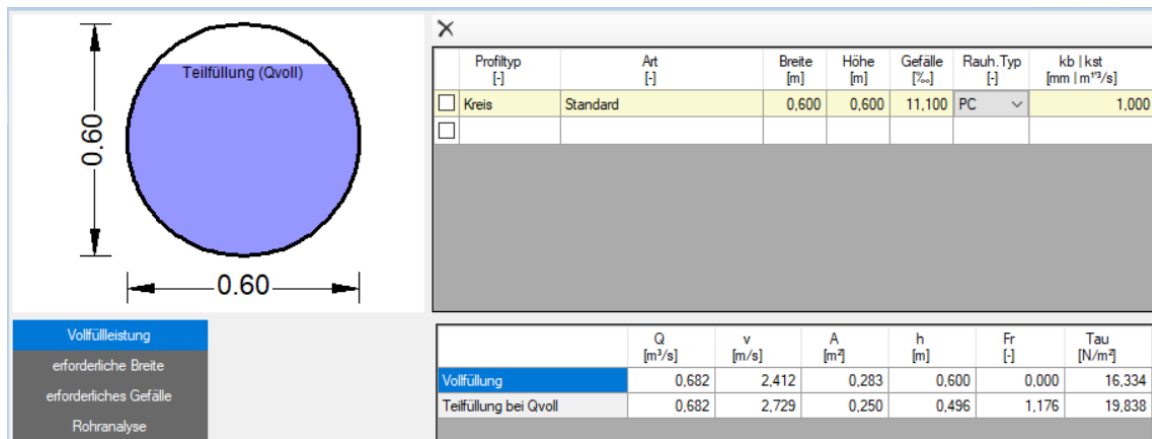 Teilfüllung (Qvoll)
0.60
0.60
Profiltyp Art Breite Höhe Gefälle Rauh.Typ kb | kst
[-] [-] [m] [m] [‰] [-] [mm | m¹'³/s]
Kreis Standard 0,600 0,600 11,100 PC 1,000
Vollfülleistung
erforderliche Breite
erforderliches Gefälle
Rohranalyse
Q v A h Fr Tau
[m³/s] [m/s] [m²] [m] [-] [N/m²]
Vollfüllung 0,682 2,412 0,283 0,600 0,000 16,334
Teilfüllung bei Qvoll 0,682 2,729 0,250 0,496 1,176 19,838